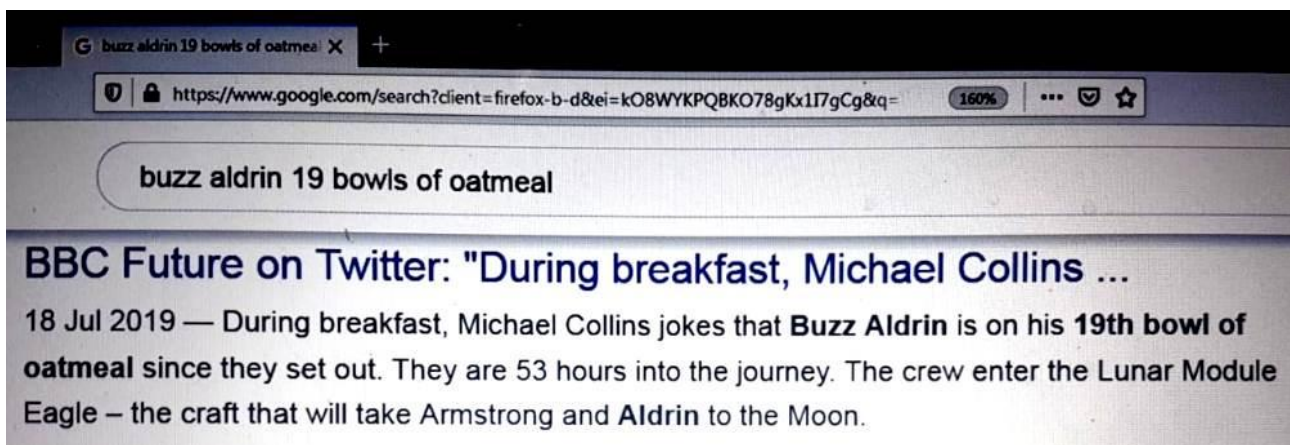 G buzz aldrin 19 bowls of oatmeal
https://www.google.com/search?client=firefox-b-d&ei=kO8WYKPQBKO78gKx1I7gCg&q=
160%
buzz aldrin 19 bowls of oatmeal
BBC Future on Twitter: "During breakfast, Michael Collins ...
18 Jul 2019 — During breakfast, Michael Collins jokes that Buzz Aldrin is on his 19th bowl of
oatmeal since they set out. They are 53 hours into the journey. The crew enter the Lunar Module
Eagle – the craft that will take Armstrong and Aldrin to the Moon.